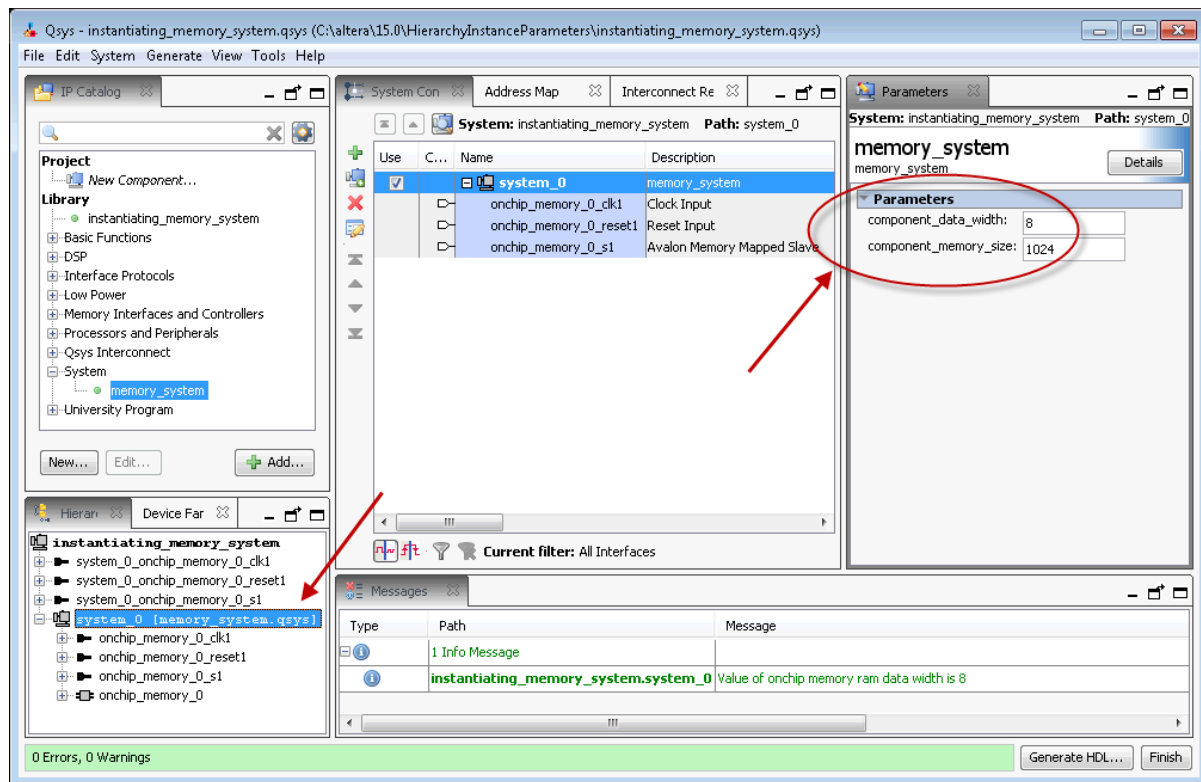 Qsys - instantiating_memory_system.qsys (C:\altera\15.0\HierarchyInstanceParameters\instantiating_memory_system.qsys)
File Edit System Generate View Tools Help
IP Catalog
Project
New Component...
Library
instantiating_memory_system
Basic Functions
DSP
Interface Protocols
Low Power
Memory Interfaces and Controllers
Processors and Peripherals
Qsys Interconnect
System
memory_system
University Program
New... Edit... Add...
Hierar Device Far
instantiating_memory_system
system_0_onchip_memory_0_clk1
system_0_onchip_memory_0_reset1
system_0_onchip_memory_0_s1
system_0 [memory_system.qsys]
onchip_memory_0_clk1
onchip_memory_0_reset1
onchip_memory_0_s1
onchip_memory_0
System Con Address Map Interconnect Re
System: instantiating_memory_system Path: system_0
Use C... Name Description
system_0 memory_system
onchip_memory_0_clk1 Clock Input
onchip_memory_0_reset1 Reset Input
onchip_memory_0_s1 Avalon Memory Mapped Slave
Current filter: All Interfaces
Parameters
System: instantiating_memory_system Path: system_0
memory_system
memory_system
Details
Parameters
component_data_width: 8
component_memory_size: 1024
Messages
Type Path Message
1 Info Message
instantiating_memory_system.system_0 Value of onchip memory ram data width is 8
0 Errors, 0 Warnings
Generate HDL... Finish